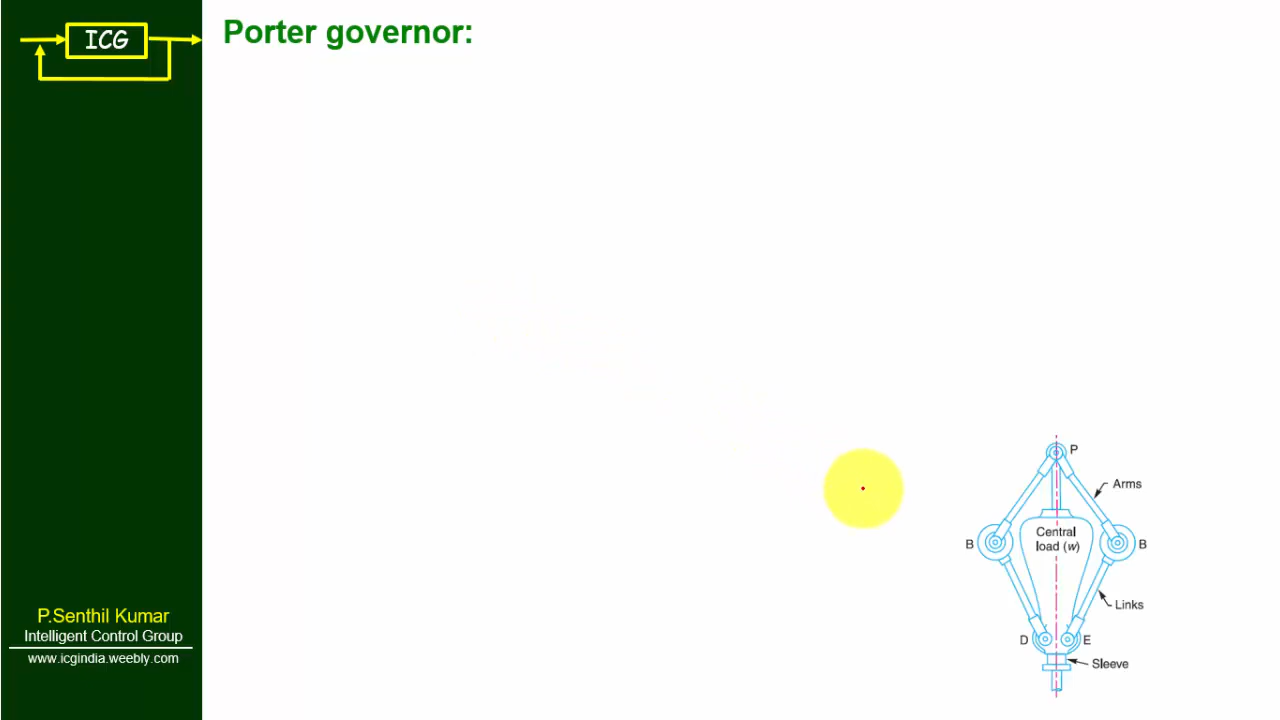 ICG
Porter governor:
P
Arms
Central
load (w)
B
B
Links
D
E
Sleeve
P.Senthil Kumar
Intelligent Control Group
www.icgindia.weebly.com